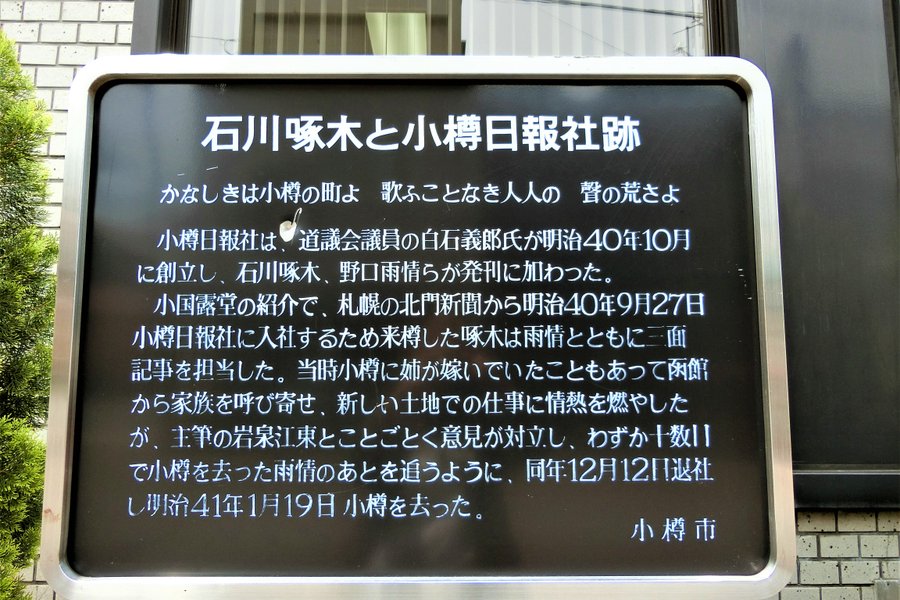 石川啄木と小樽日報社跡
かなしきは小樽の町よ　歌ふことなき人人の　聲の荒さよ
小樽日報社は、道議会議員の白石義郎氏が明治40年10月
に創立し、石川啄木、野口雨情らが発刊に加わった。
小国露堂の紹介で、札幌の北門新聞から明治40年9月27日
小樽日報社に入社するため来樽した啄木は雨情とともに三面
記事を担当した。当時小樽に姉が嫁いでいたこともあって函館
から家族を呼び寄せ、新しい土地での仕事に情熱を燃やした
が、主筆の岩泉江東とことごとく意見が対立し、わずか十数日
で小樽を去った雨情のあとを追うように、同年12月12日退社
し明治41年1月19日小樽を去った。
小樽市